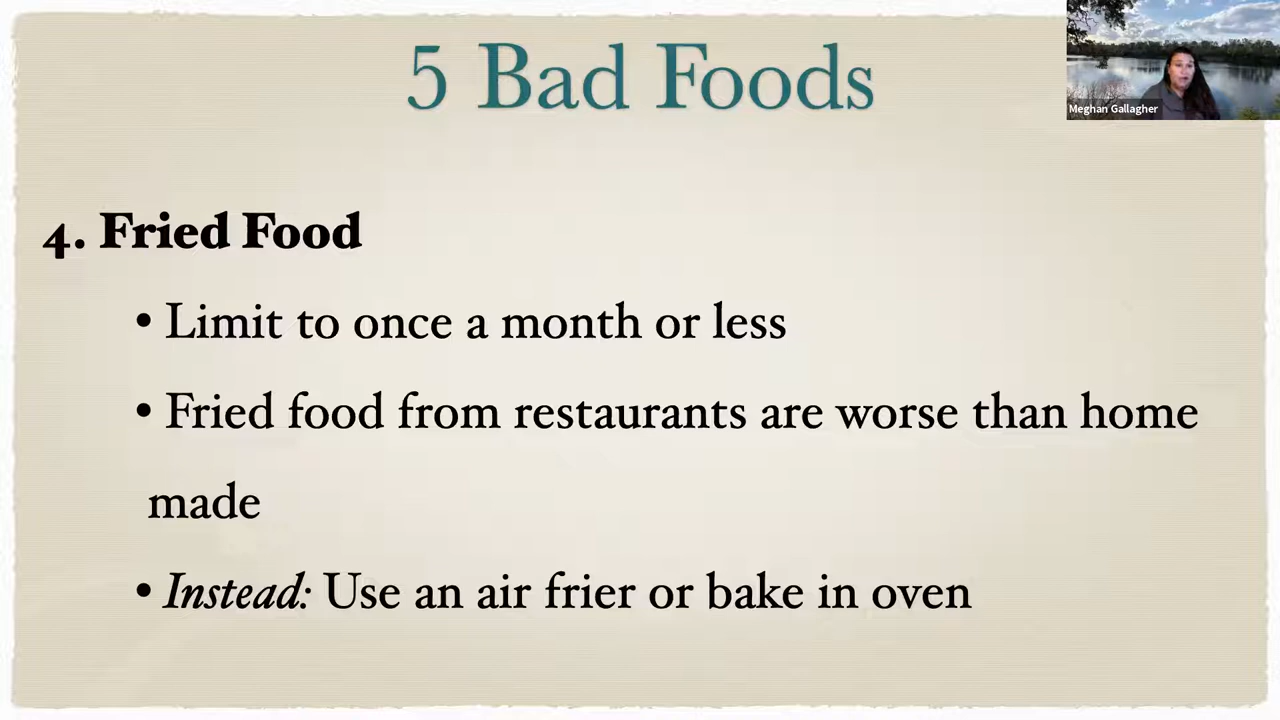 5 Bad Foods
Meghan Gallagher
4. Fried Food
• Limit to once a month or less
• Fried food from restaurants are worse than home
made
• Instead: Use an air frier or bake in oven